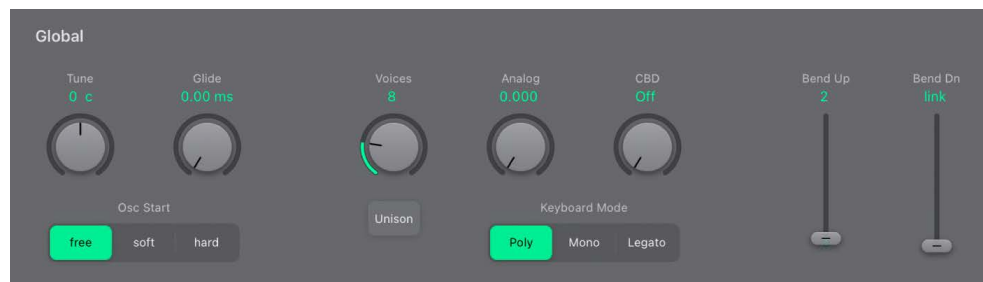 Global
Tune Glide Voices Analog CBD Bend Up Bend Dn
0 c 0.00 ms 8 0.000 Off 2 link
Osc Start Unison Keyboard Mode
free soft hard Poly Mono Legato